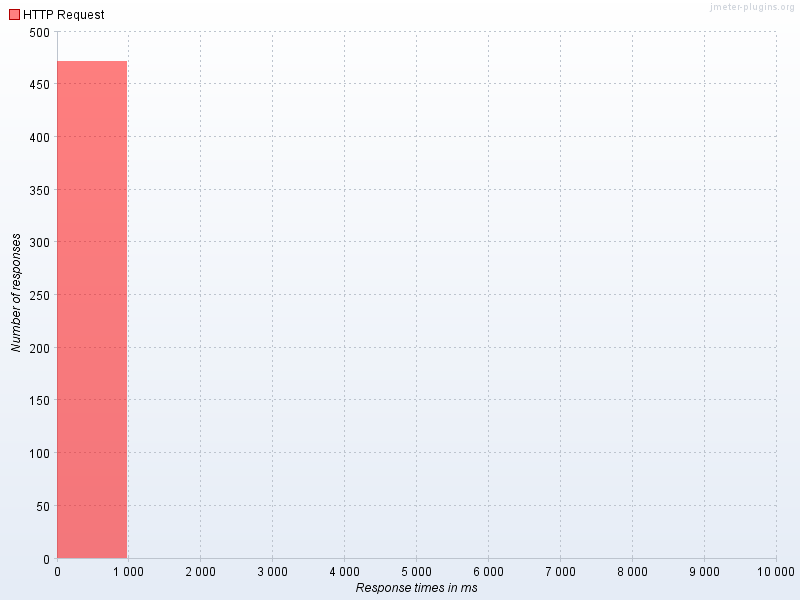 HTTP Request
jmeter-plugins.org
500
450
400
350
300
250
200
150
100
50
0
Number of responses
0 1 000 2 000 3 000 4 000 5 000 6 000 7 000 8 000 9 000 10 000
Response times in ms